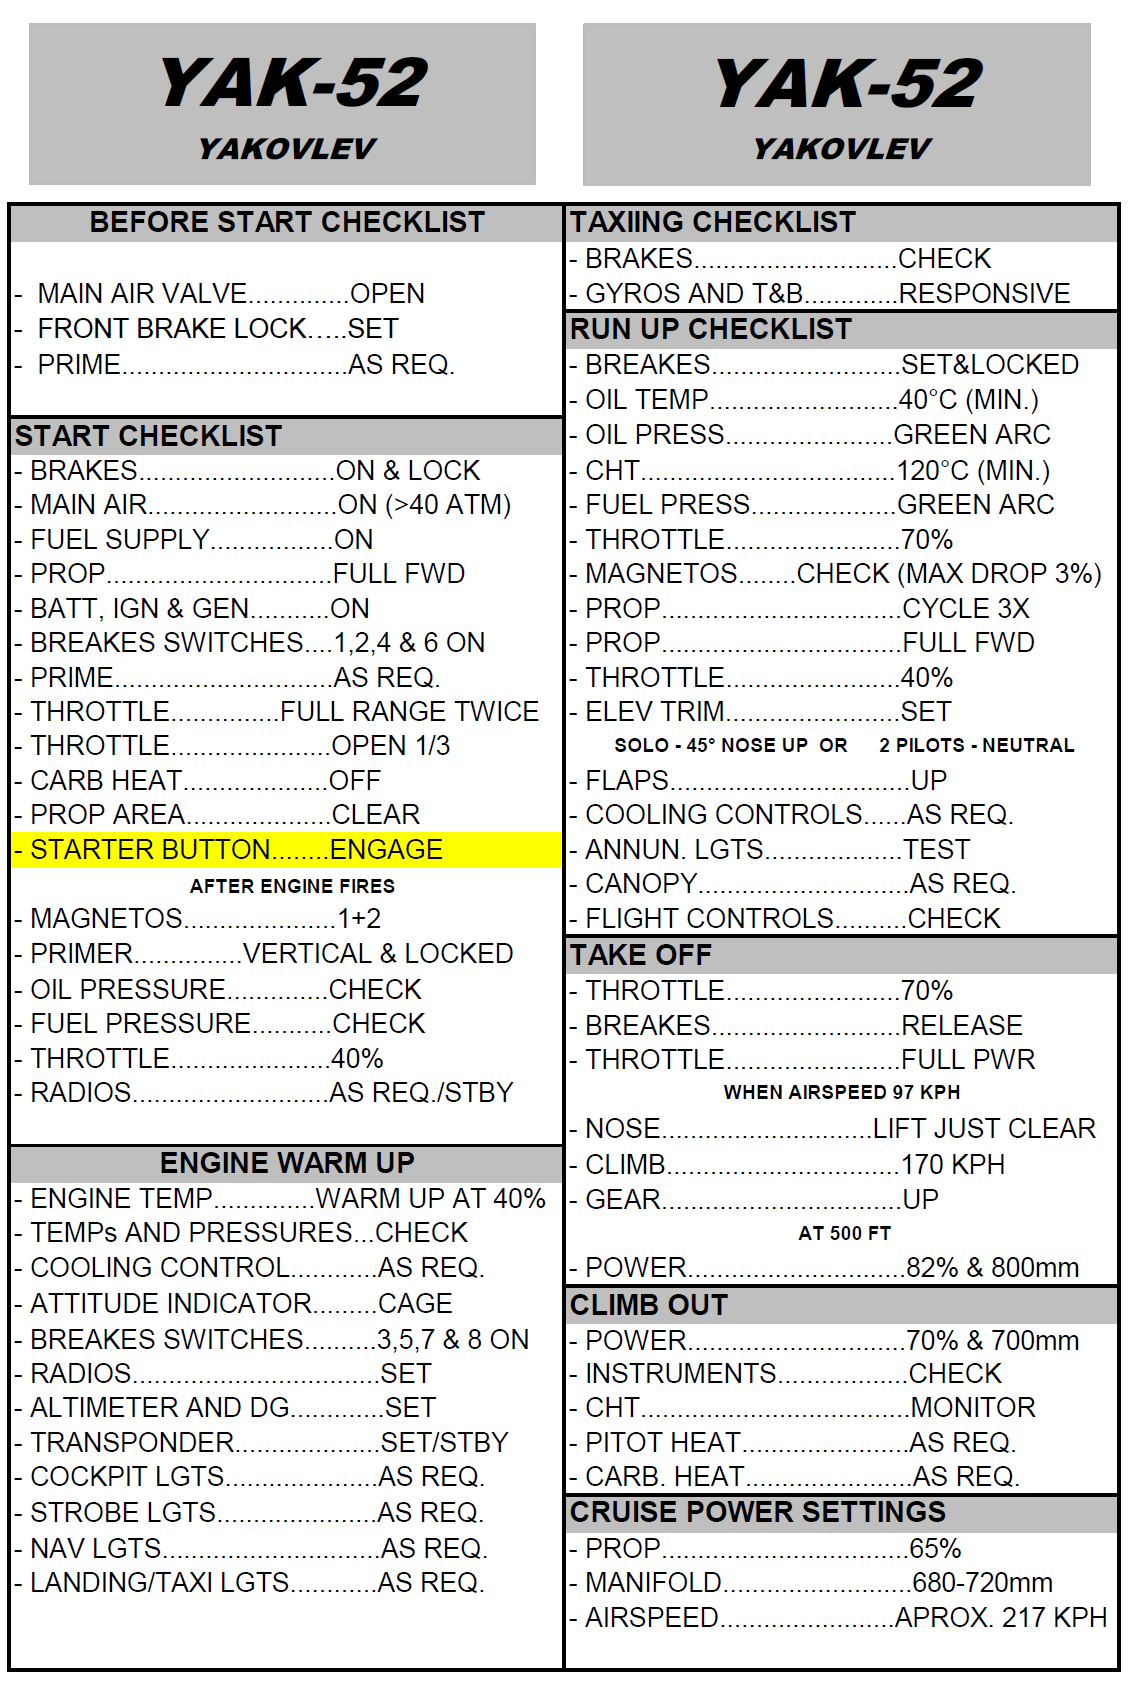 YAK-52
YAKOVLEV
BEFORE START CHECKLIST
- MAIN AIR VALVE..............OPEN
- FRONT BRAKE LOCK…..SET
- PRIME...............................AS REQ.
START CHECKLIST
- BRAKES...........................ON & LOCK
- MAIN AIR..........................ON (>40 ATM)
- FUEL SUPPLY.................ON
- PROP...............................FULL FWD
- BATT, IGN & GEN...........ON
- BREAKES SWITCHES....1,2,4 & 6 ON
- PRIME..............................AS REQ.
- THROTTLE...............FULL RANGE TWICE
- THROTTLE......................OPEN 1/3
- CARB HEAT....................OFF
- PROP AREA....................CLEAR
- STARTER BUTTON........ENGAGE
AFTER ENGINE FIRES
- MAGNETOS.....................1+2
- PRIMER...............VERTICAL & LOCKED
- OIL PRESSURE..............CHECK
- FUEL PRESSURE...........CHECK
- THROTTLE......................40%
- RADIOS...........................AS REQ./STBY
ENGINE WARM UP
- ENGINE TEMP..............WARM UP AT 40%
- TEMPs AND PRESSURES...CHECK
- COOLING CONTROL............AS REQ.
- ATTITUDE INDICATOR.........CAGE
- BREAKES SWITCHES..........3,5,7 & 8 ON
- RADIOS..................................SET
- ALTIMETER AND DG.............SET
- TRANSPONDER....................SET/STBY
- COCKPIT LGTS.....................AS REQ.
- STROBE LGTS......................AS REQ.
- NAV LGTS..............................AS REQ.
- LANDING/TAXI LGTS............AS REQ.
YAK-52
YAKOVLEV
TAXIING CHECKLIST
- BRAKES............................CHECK
- GYROS AND T&B.............RESPONSIVE
RUN UP CHECKLIST
- BREAKES..........................SET&LOCKED
- OIL TEMP..........................40°C (MIN.)
- OIL PRESS.......................GREEN ARC
- CHT...................................120°C (MIN.)
- FUEL PRESS....................GREEN ARC
- THROTTLE........................70%
- MAGNETOS........CHECK (MAX DROP 3%)
- PROP.................................CYCLE 3X
- PROP.................................FULL FWD
- THROTTLE........................40%
- ELEV TRIM........................SET
SOLO - 45° NOSE UP OR 2 PILOTS - NEUTRAL
- FLAPS.................................UP
- COOLING CONTROLS......AS REQ.
- ANNUN. LGTS...................TEST
- CANOPY.............................AS REQ.
- FLIGHT CONTROLS..........CHECK
TAKE OFF
- THROTTLE........................70%
- BREAKES..........................RELEASE
- THROTTLE........................FULL PWR
WHEN AIRSPEED 97 KPH
- NOSE.............................LIFT JUST CLEAR
- CLIMB................................170 KPH
- GEAR.................................UP
AT 500 FT
- POWER..............................82% & 800mm
CLIMB OUT
- POWER..............................70% & 700mm
- INSTRUMENTS..................CHECK
- CHT.....................................MONITOR
- PITOT HEAT.......................AS REQ.
- CARB. HEAT.......................AS REQ.
CRUISE POWER SETTINGS
- PROP..................................65%
- MANIFOLD..........................680-720mm
- AIRSPEED........................APROX. 217 KPH